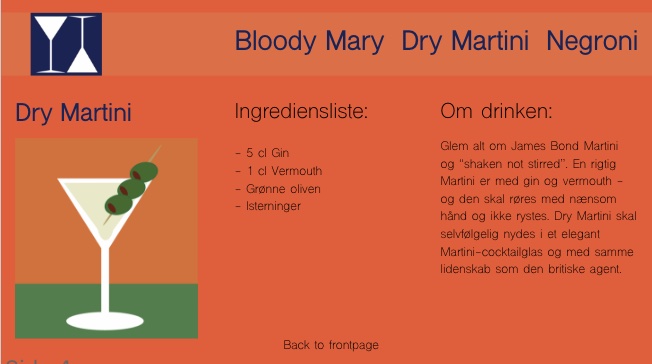 Bloody Mary Dry Martini Negroni
Dry Martini
Ingrediensliste:
- 5 cl Gin
- 1 cl Vermouth
- Grønne oliven
- Isterninger
Om drinken:
Glem alt om James Bond Martini
og "shaken not stirred". En rigtig
Martini er med gin og vermouth -
og den skal røres med nænsom
hånd og ikke rystes. Dry Martini skal
selvfølgelig nydes i et elegant
Martini-cocktailglas og med samme
lidenskab som den britiske agent.
Back to frontpage